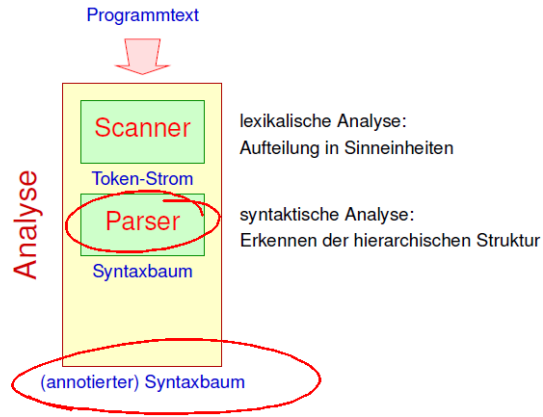 Programmtext
Analyse
Scanner
lexikalische Analyse:
Aufteilung in Sinneinheiten
Token-Strom
Parser
syntaktische Analyse:
Erkennen der hierarchischen Struktur
Syntaxbaum
(annotierter) Syntaxbaum